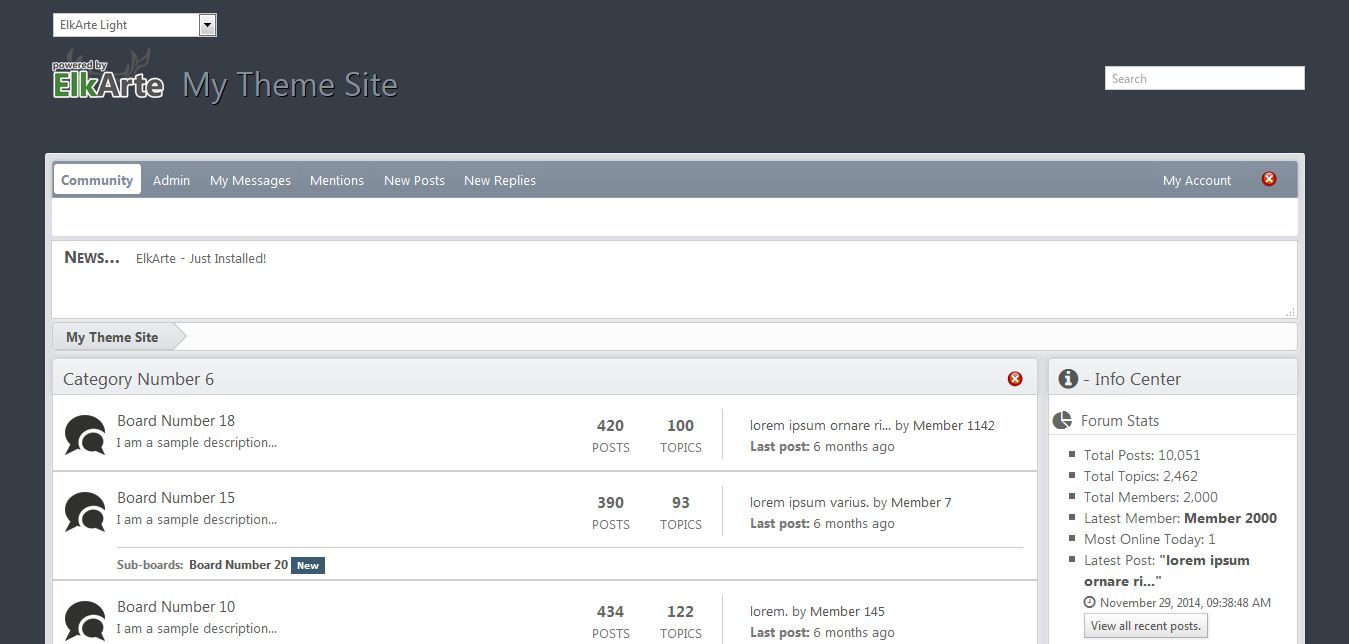 ElkArte Light
powered by
ElkArte
My Theme Site
Search
Community Admin My Messages Mentions New Posts New Replies My Account
News... ElkArte - Just Installed!
My Theme Site
Category Number 6
Board Number 18
I am a sample description...
420 POSTS
100 TOPICS
lorem ipsum ornare ri... by Member 1142
Last post: 6 months ago
Board Number 15
I am a sample description...
390 POSTS
93 TOPICS
lorem ipsum varius. by Member 7
Last post: 6 months ago
Sub-boards: Board Number 20 New
Board Number 10
I am a sample description...
434 POSTS
122 TOPICS
lorem. by Member 145
Last post: 6 months ago
- Info Center
Forum Stats
Total Posts: 10,051
Total Topics: 2,462
Total Members: 2,000
Latest Member: Member 2000
Most Online Today: 1
Latest Post: "lorem ipsum
ornare ri..."
November 29, 2014, 09:38:48 AM
View all recent posts.